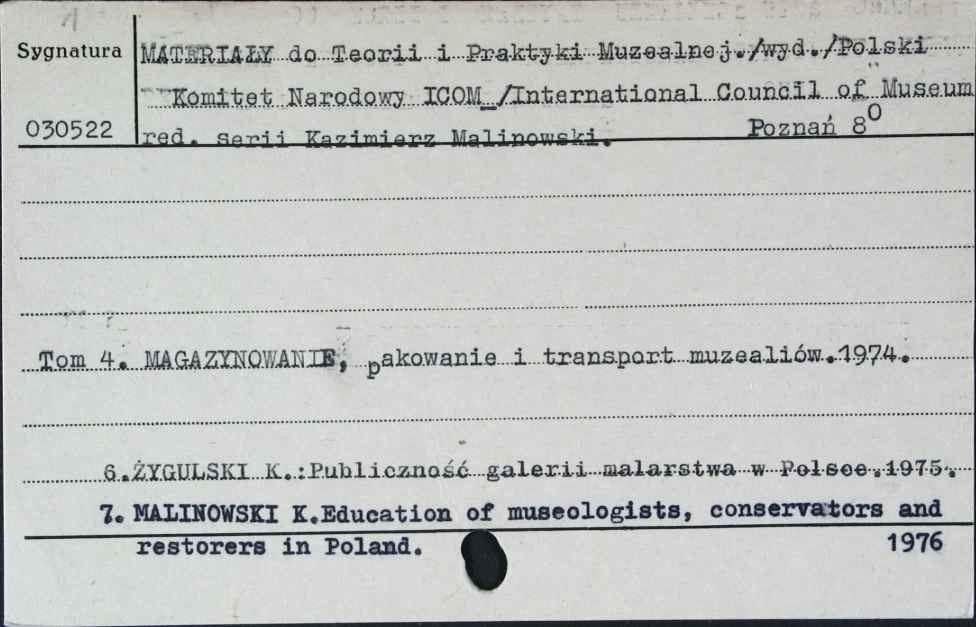 Sygnatura
MATERIAŁY do Teorii i Praktyki Muzealnej./wyd./Polski
Komitet Narodowy ICOM_/International Council of Museum
030522
red. serii Kazimierz Malinowski. Poznań 8⁰
Tom 4. MAGAZYNOWANIE, pakowanie i transport muzealiów.1974.
6.ŻYGULSKI K.:Publiczność galerii malarstwa w Polsce.1975.
7. MALINOWSKI K.Education of museologists, conservators and
restorers in Poland. 1976